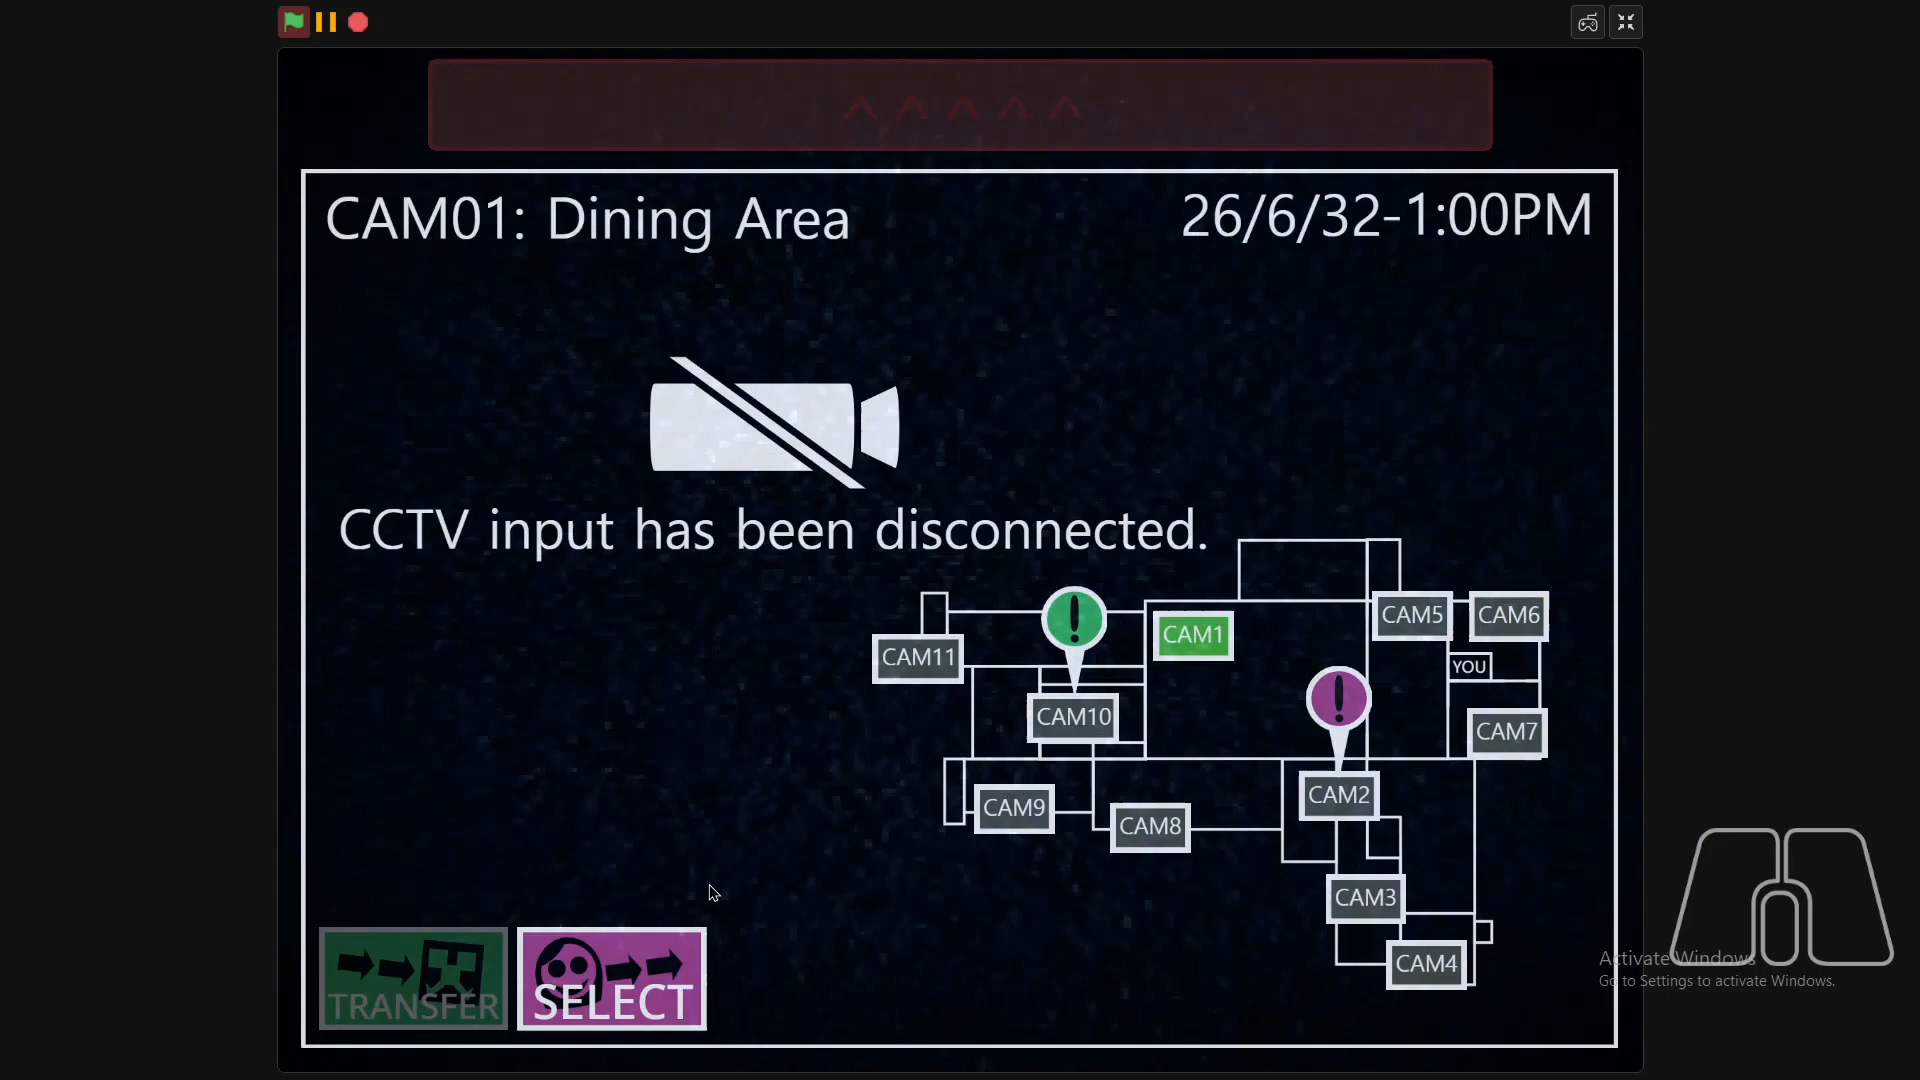 ^ ^ ^ ^ ^
CAM01: Dining Area
26/6/32-1:00PM
CCTV input has been disconnected.
CAM5
CAM6
!
CAM1
CAM11
YOU
!
CAM10
CAM7
CAM2
CAM9
CAM8
CAM3
CAM4
TRANSFER
SELECT
Activate Windows
Go to Settings to activate Windows.